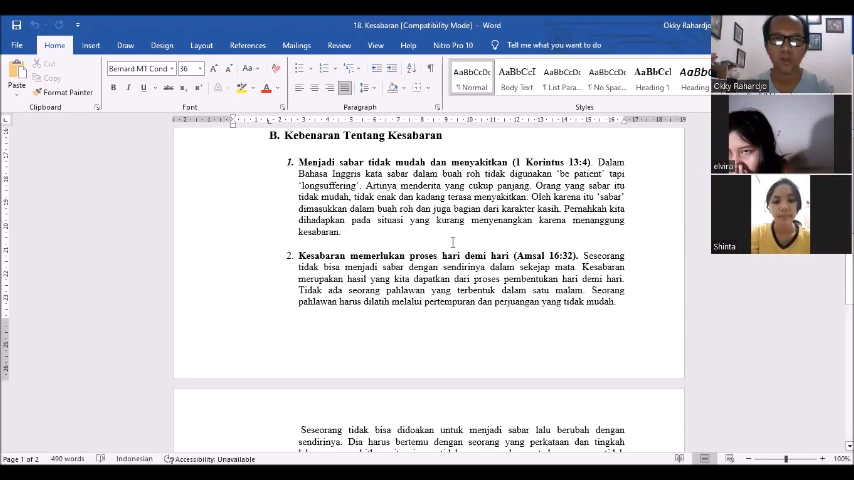 18. Kesabaran [Compatibility Mode] - Word
Okky Rahardjo
File Home Insert Draw Design Layout References Mailings Review View Help Nitro Pro 10 Tell me what you want to do
Paste
Cut
Copy
Format Painter
Clipboard
Bernard MT Cond 36
Font
Paragraph
AaBbCcDc AaBbCcI AaBbCcDc AaBbCcDc AaBbCcI AaBbC
¶ Normal Body Text ¶ List Para... ¶ No Spac... Heading 1
Styles
Okky Rahardjo
elvira
Shinta
B. Kebenaran Tentang Kesabaran
1. Menjadi sabar tidak mudah dan menyakitkan (1 Korintus 13:4). Dalam
Bahasa Inggris kata sabar dalam buah roh tidak digunakan ‘be patient’ tapi
‘longsuffering’. Artinya menderita yang cukup panjang. Orang yang sabar itu
tidak mudah, tidak enak dan kadang terasa menyakitkan. Oleh karena itu ‘sabar’
dimasukkan dalam buah roh dan juga bagian dari karakter kasih. Pernahkah kita
dihadapkan pada situasi yang kurang menyenangkan karena menanggung
kesabaran.
2. Kesabaran memerlukan proses hari demi hari (Amsal 16:32). Seseorang
tidak bisa menjadi sabar dengan sendirinya dalam sekejap mata. Kesabaran
merupakan hasil yang kita dapatkan dari proses pembentukan hari demi hari.
Tidak ada seorang pahlawan yang terbentuk dalam satu malam. Seorang
pahlawan harus dilatih melalui pertempuran dan perjuangan yang tidak mudah.
Seseorang tidak bisa didoakan untuk menjadi sabar lalu berubah dengan
sendirinya. Dia harus bertemu dengan seorang yang perkataan dan tingkah
Page 1 of 2 490 words Indonesian Accessibility: Unavailable 100%